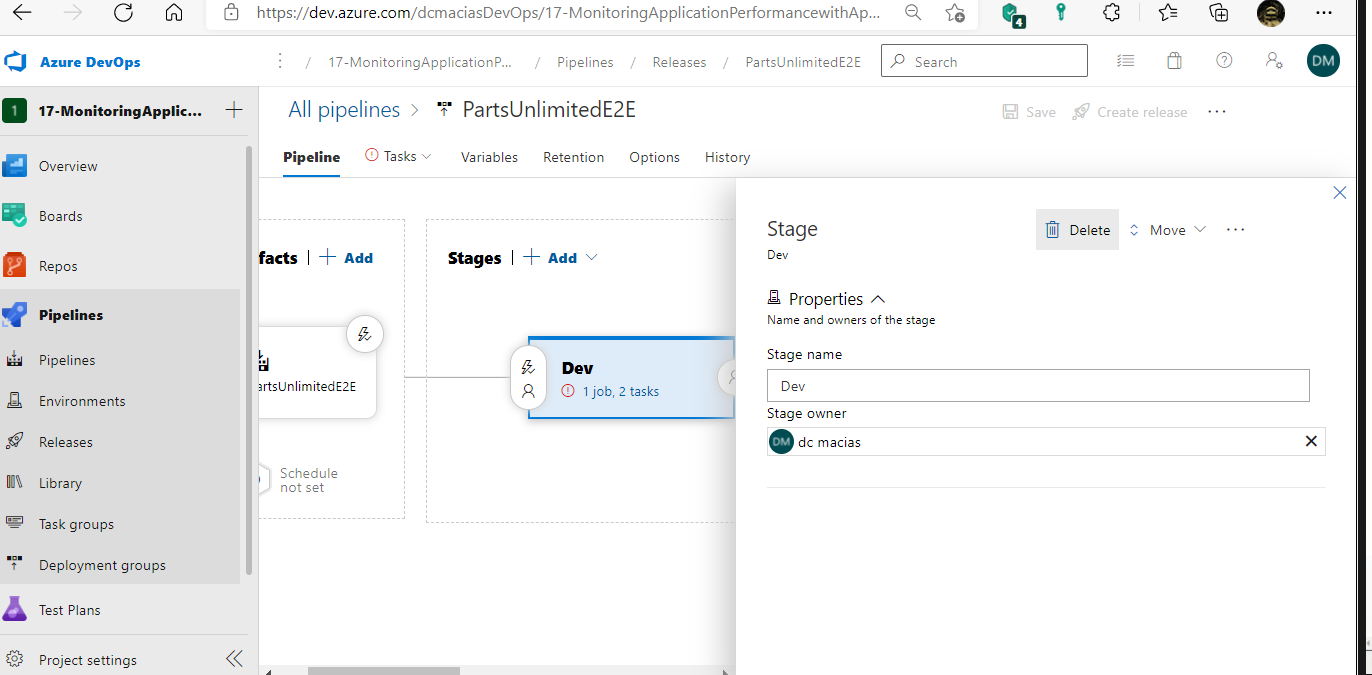 https://dev.azure.com/dcmaciasDevOps/17-MonitoringApplicationPerformancewithAp...
4
Azure DevOps
/ 17-MonitoringApplicationP... / Pipelines / Releases / PartsUnlimitedE2E
Search
DM
1 17-MonitoringApplic...
All pipelines > PartsUnlimitedE2E
Save
Create release
Pipeline
Tasks
Variables
Retention
Options
History
Overview
Boards
Repos
Pipelines
Pipelines
Environments
Releases
Library
Task groups
Deployment groups
Test Plans
Project settings
facts | + Add
artsUnlimitedE2E
Schedule
not set
Stages | + Add
Dev
1 job, 2 tasks
Stage
Dev
Delete
Move
Properties
Name and owners of the stage
Stage name
Dev
Stage owner
DM dc macias